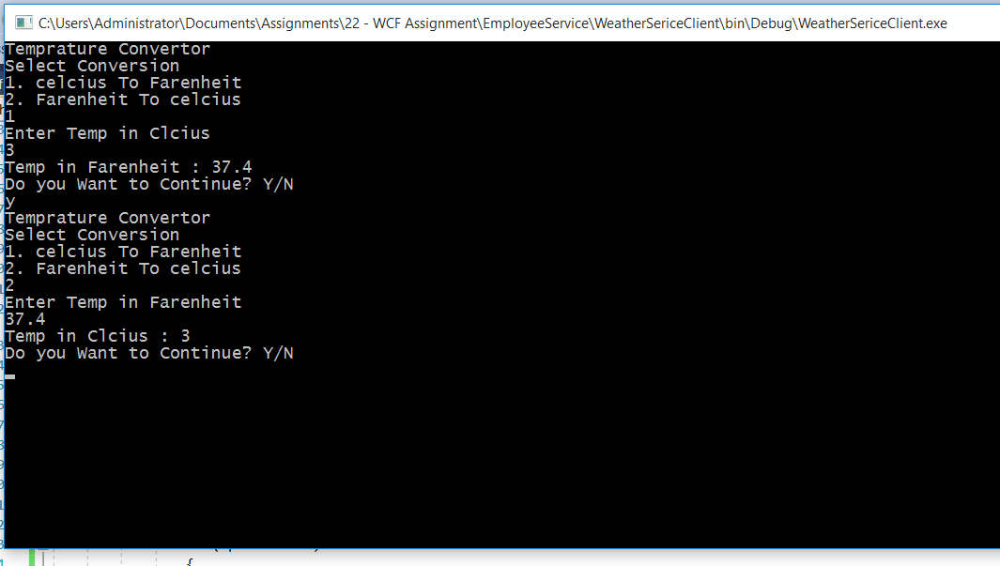 C:\Users\Administrator\Documents\Assignments\22 - WCF Assignment\EmployeeService\WeatherSericeClient\bin\Debug\WeatherSericeClient.exe
Temprature Convertor
Select Conversion
1. celcius To Farenheit
2. Farenheit To celcius
1
Enter Temp in Clcius
3
Temp in Farenheit : 37.4
Do you Want to Continue? Y/N
y
Temprature Convertor
Select Conversion
1. celcius To Farenheit
2. Farenheit To celcius
2
Enter Temp in Farenheit
37.4
Temp in Clcius : 3
Do you Want to Continue? Y/N
{